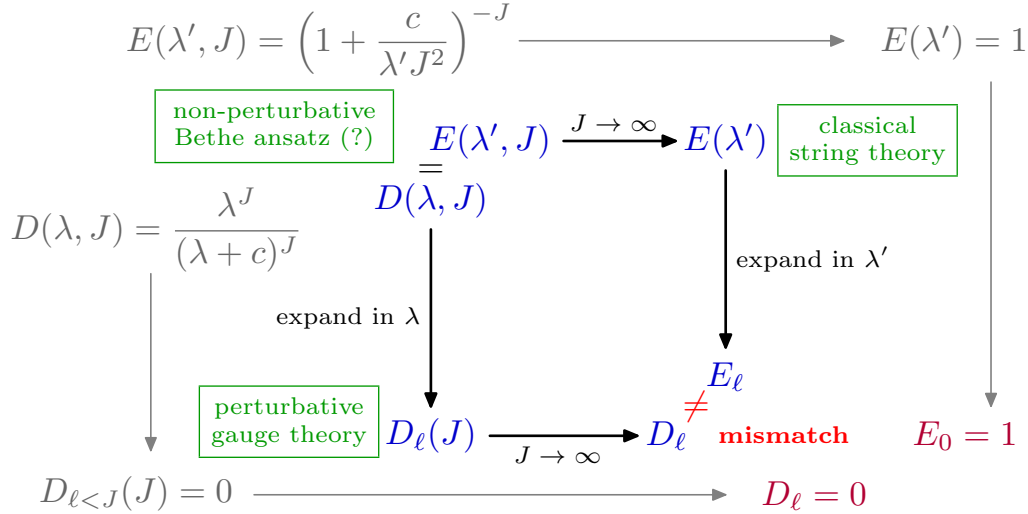 E(λ′, J) = (1 + c/(λ′J²))^{−J}
E(λ′) = 1
non-perturbative
Bethe ansatz (?)
E(λ′, J)
J → ∞
E(λ′)
classical
string theory
=
D(λ, J)
D(λ, J) = λ^J/(λ + c)^J
expand in λ′
expand in λ
E_ℓ
≠
perturbative
gauge theory
D_ℓ(J)
J → ∞
D_ℓ
mismatch
E_0 = 1
D_{ℓ<J}(J) = 0
D_ℓ = 0